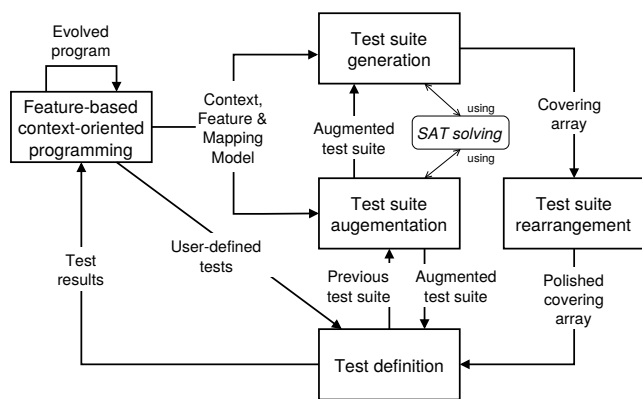 Evolved
program
Feature-based
context-oriented
programming
Context,
Feature &
Mapping
Model
Test suite
generation
using
SAT solving
using
Covering
array
Augmented
test suite
Test suite
augementation
Test suite
rearrangement
User-defined
tests
Test
results
Previous
test suite
Augmented
test suite
Polished
covering
array
Test definition